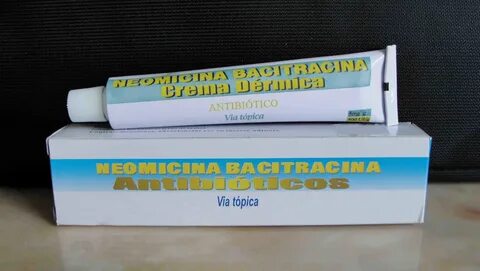 NEOMICINA BACITRACINA
Crema Dérmica
ANTIBIÓTICO
Vía tópica
NEOMICINA BACITRACINA
Antibióticos
Vía tópica